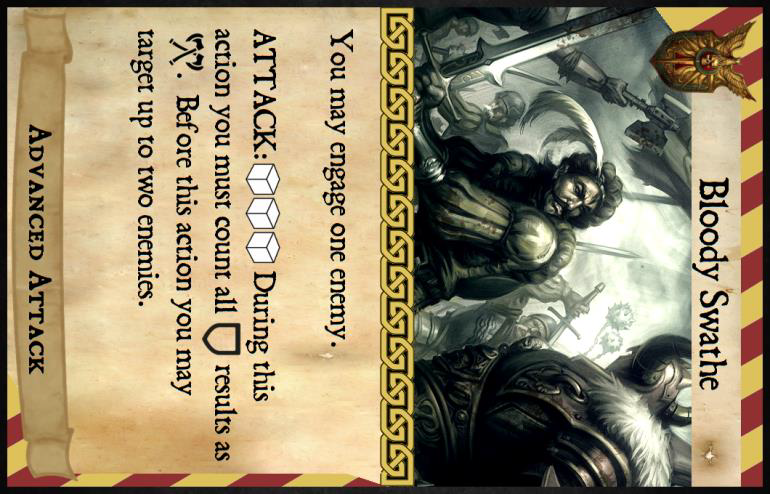 Bloody Swathe
You may engage one enemy.
ATTACK: During this
action you must count all results as
. Before this action you may
target up to two enemies.
ADVANCED ATTACK